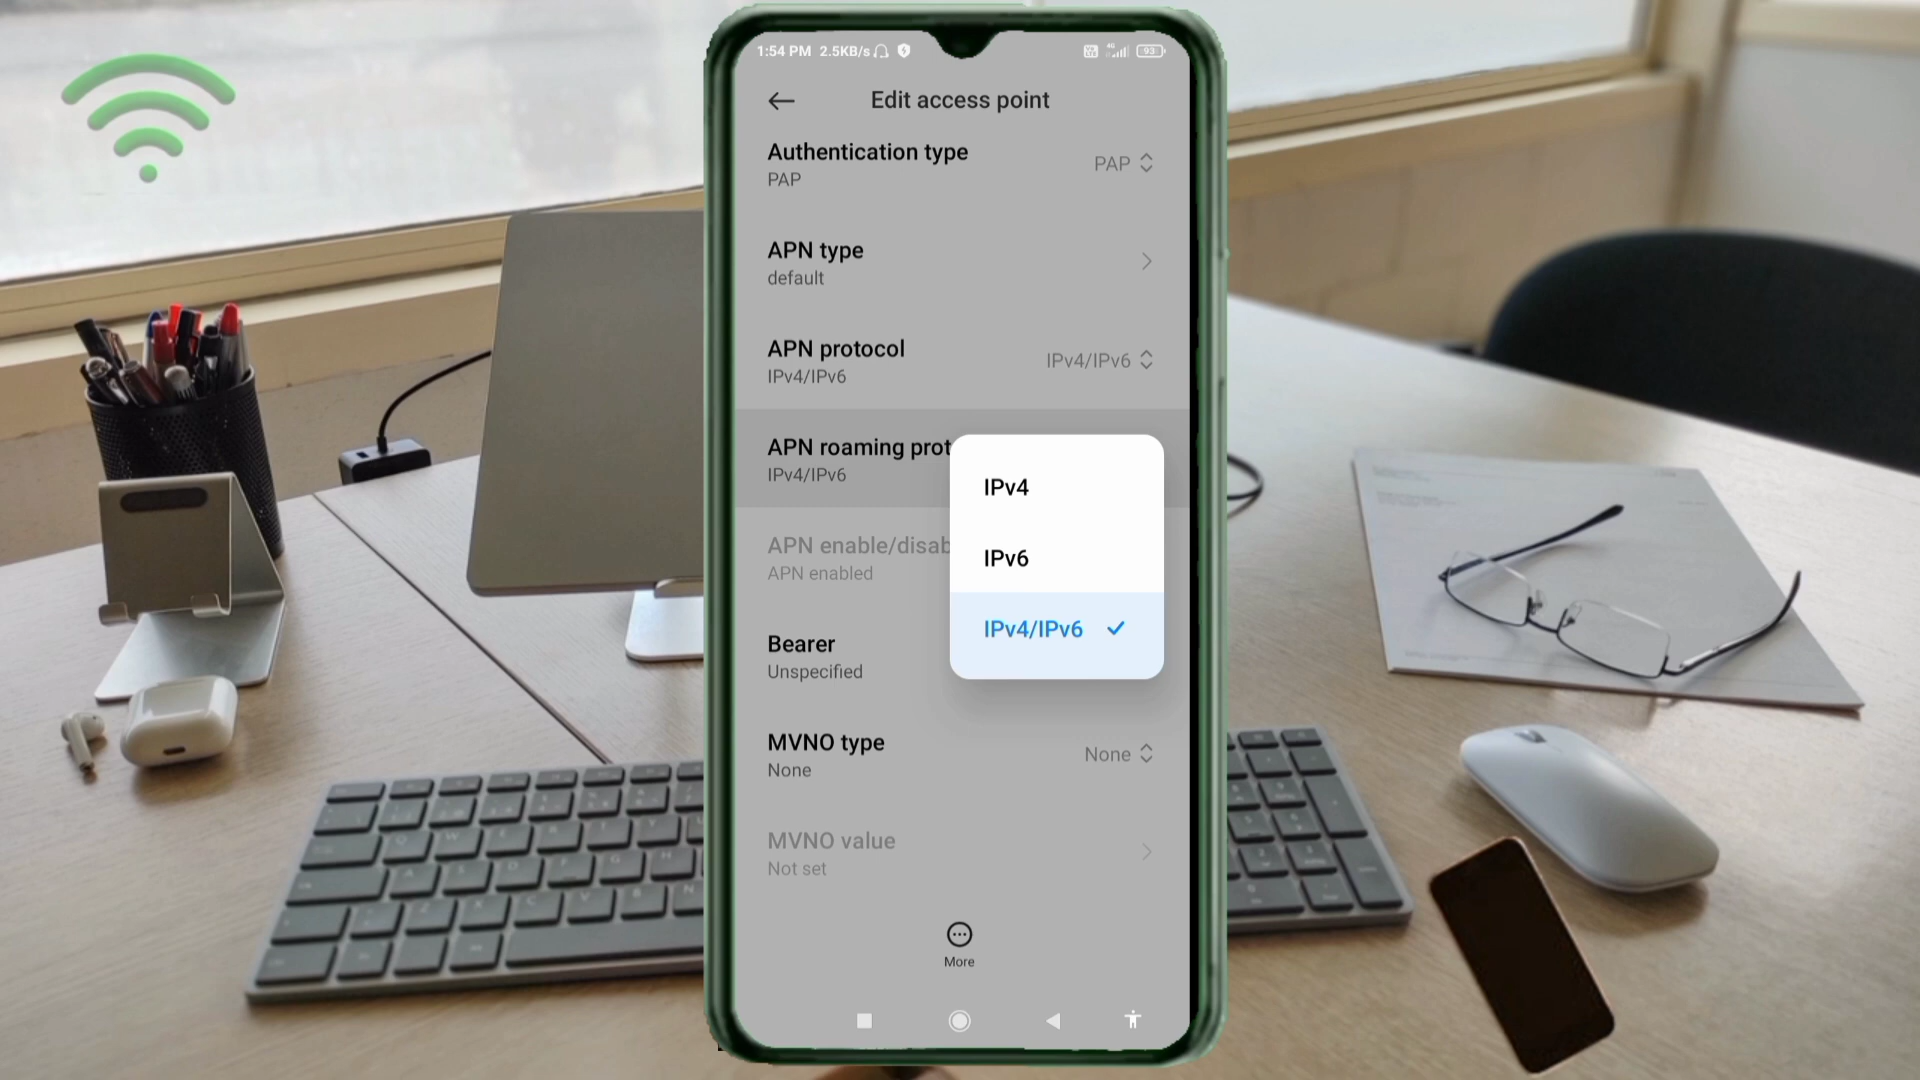 1:54 PM 2.5KB/s
4G
93
Edit access point
Authentication type
PAP
PAP
APN type
default
APN protocol
IPv4/IPv6
IPv4/IPv6
APN roaming prot
IPv4/IPv6
IPv4
IPv6
IPv4/IPv6
APN enable/disab
APN enabled
Bearer
Unspecified
MVNO type
None
None
MVNO value
Not set
More